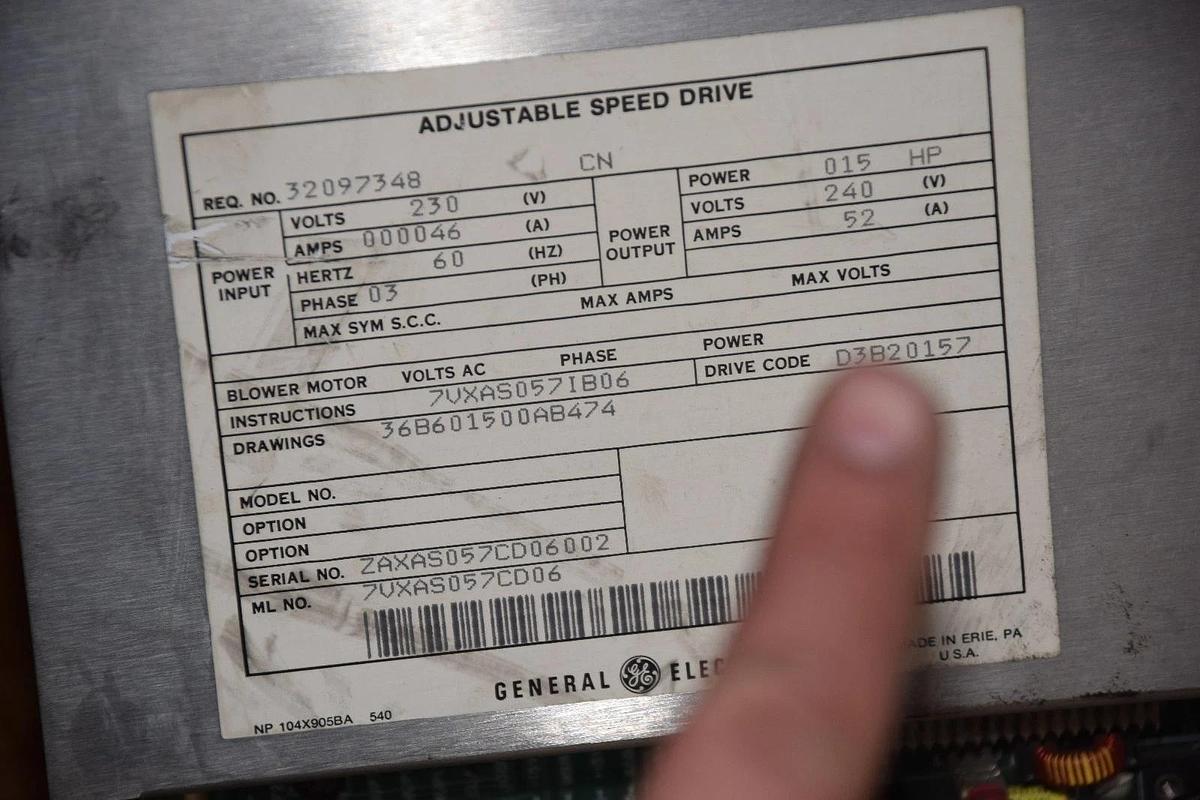 ADJUSTABLE SPEED DRIVE
REQ. NO. 32097348 CN
POWER INPUT
VOLTS 230 (V)
AMPS 000046 (A)
HERTZ 60 (HZ)
PHASE 03 (PH)
MAX SYM S.C.C. MAX AMPS MAX VOLTS
POWER OUTPUT
POWER 015 HP
VOLTS 240 (V)
AMPS 52 (A)
BLOWER MOTOR VOLTS AC PHASE POWER
INSTRUCTIONS 7VXAS057IB06 DRIVE CODE D3B20157
DRAWINGS 36B601500AB474
MODEL NO.
OPTION
OPTION
SERIAL NO. ZAXAS057CD06002
ML NO. 7VXAS057CD06
GENERAL GE
IN ERIE, PA
U.S.A.
NP 104X905BA 540